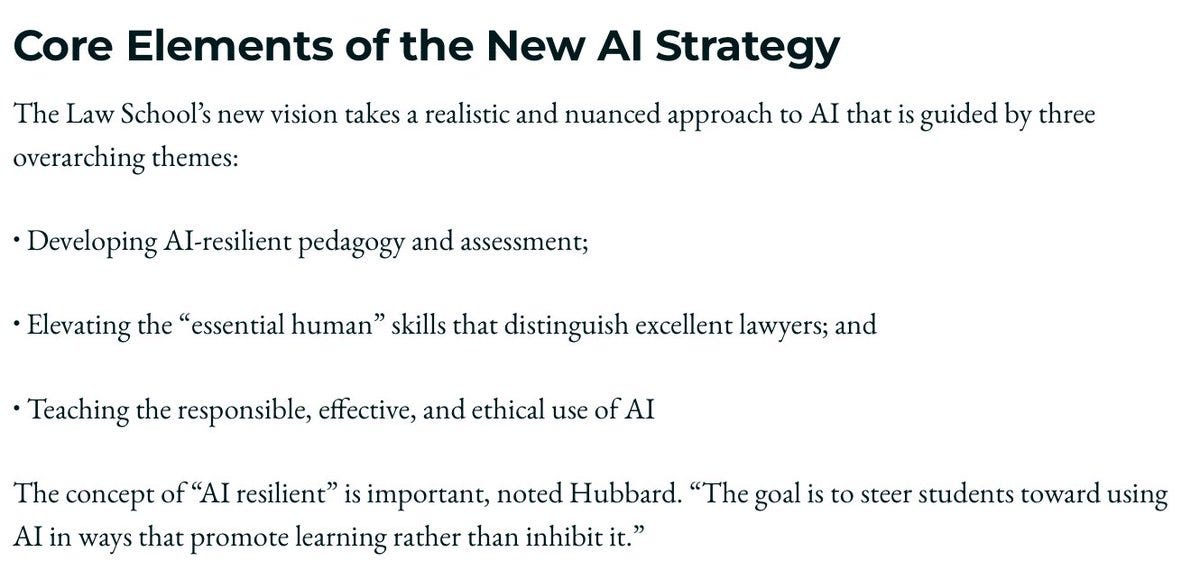 Core Elements of the New AI Strategy
The Law School’s new vision takes a realistic and nuanced approach to AI that is guided by three
overarching themes:
• Developing AI-resilient pedagogy and assessment;
• Elevating the “essential human” skills that distinguish excellent lawyers; and
• Teaching the responsible, effective, and ethical use of AI
The concept of “AI resilient” is important, noted Hubbard. “The goal is to steer students toward using
AI in ways that promote learning rather than inhibit it.”